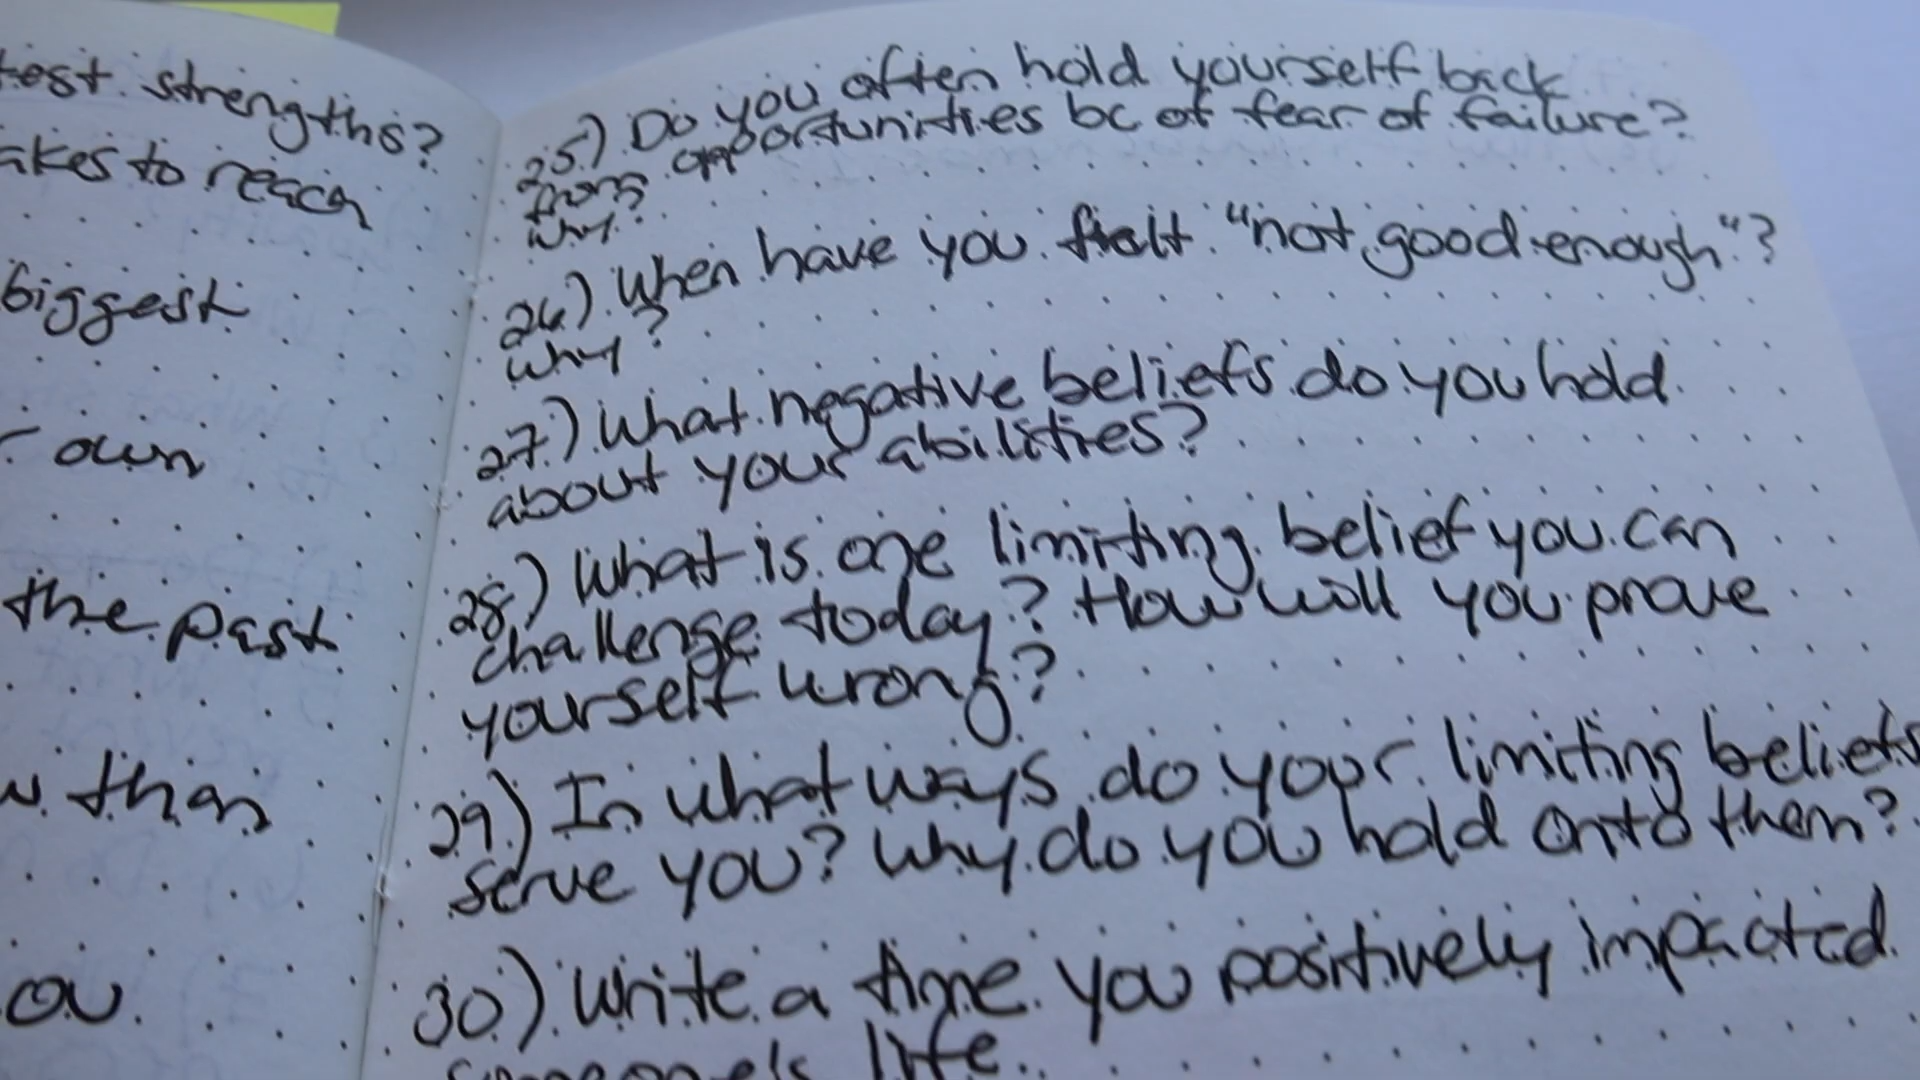 test strengths?
akes to reach
biggest
r own
the past
w than
ou
25.) Do you often hold yourself back
from opportunities bc of fear of failure?
why?
26.) When have you felt "not good enough"?
why?
27.) What negative beliefs do you hold
about your abilities?
28.) What is one limiting belief you can
challenge today? How will you prove
yourself wrong?
29.) In what ways do your limiting beliefs
serve you? Why do you hold onto them?
30.) Write a time you positively impacted
someone's life.